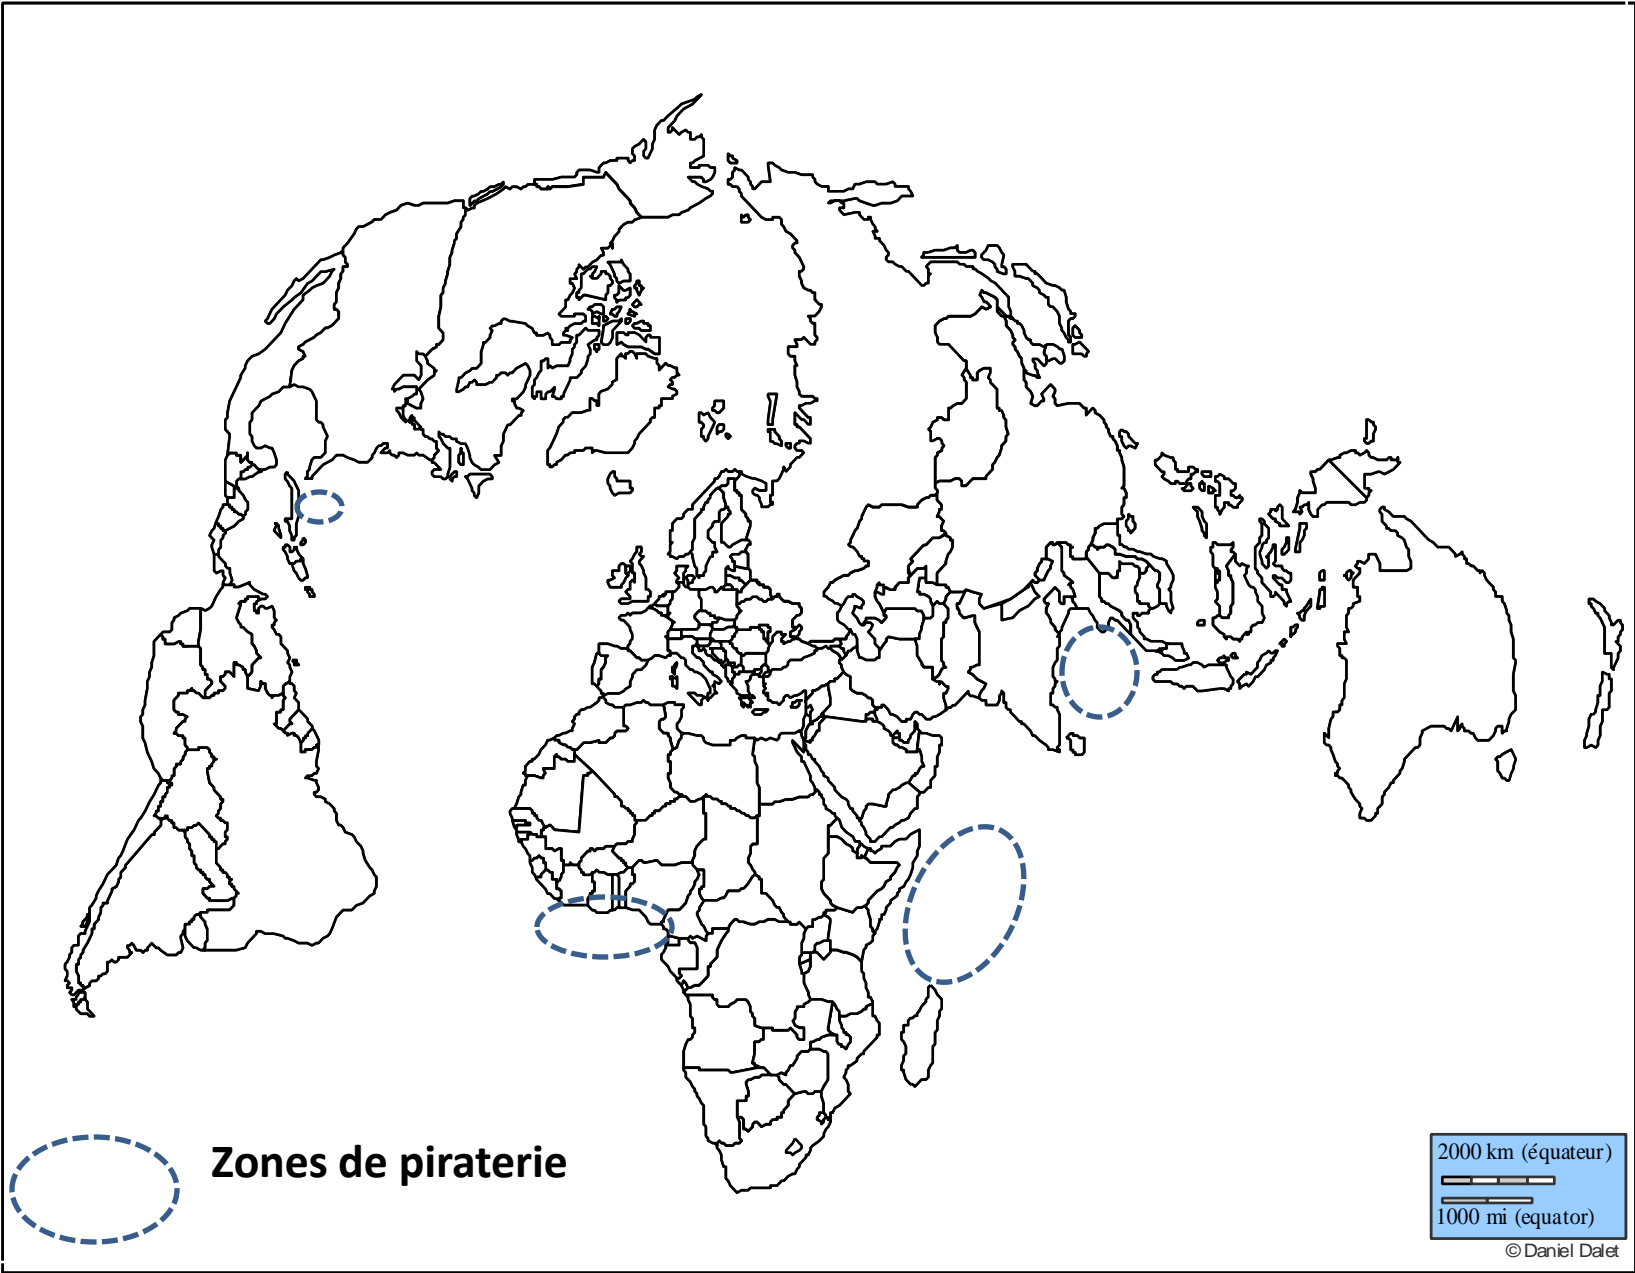 Zones de piraterie
2000 km (équateur)
1000 mi (equator)
© Daniel Dalet